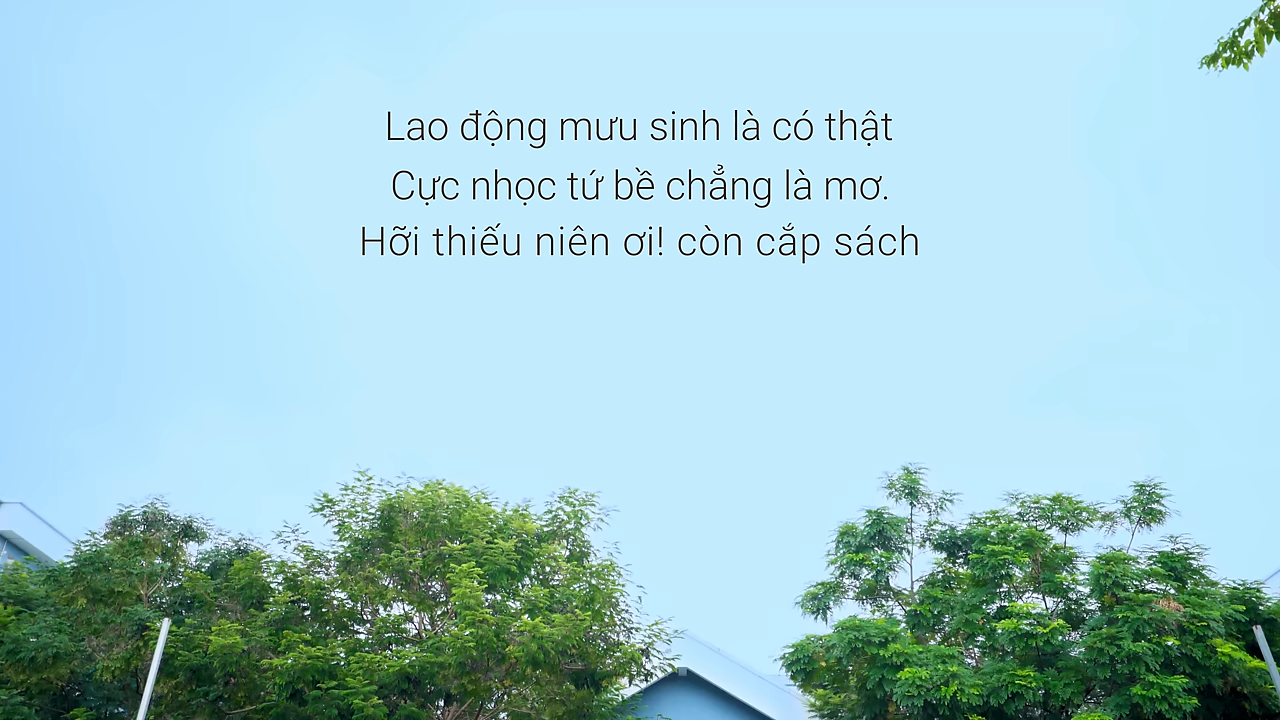 Lao động mưu sinh là có thật
Cực nhọc tứ bề chẳng là mơ.
Hỡi thiếu niên ơi! còn cắp sách